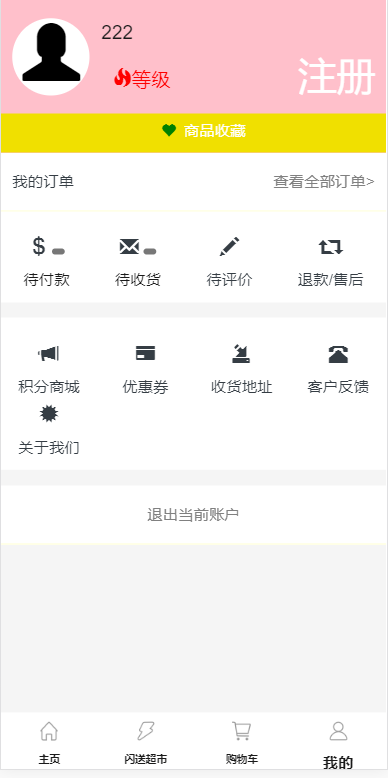 222
等级
注册
商品收藏
我的订单 查看全部订单>
待付款 待收货 待评价 退款/售后
积分商城 优惠券 收货地址 客户反馈
关于我们
退出当前账户
主页 闪送超市 购物车 我的